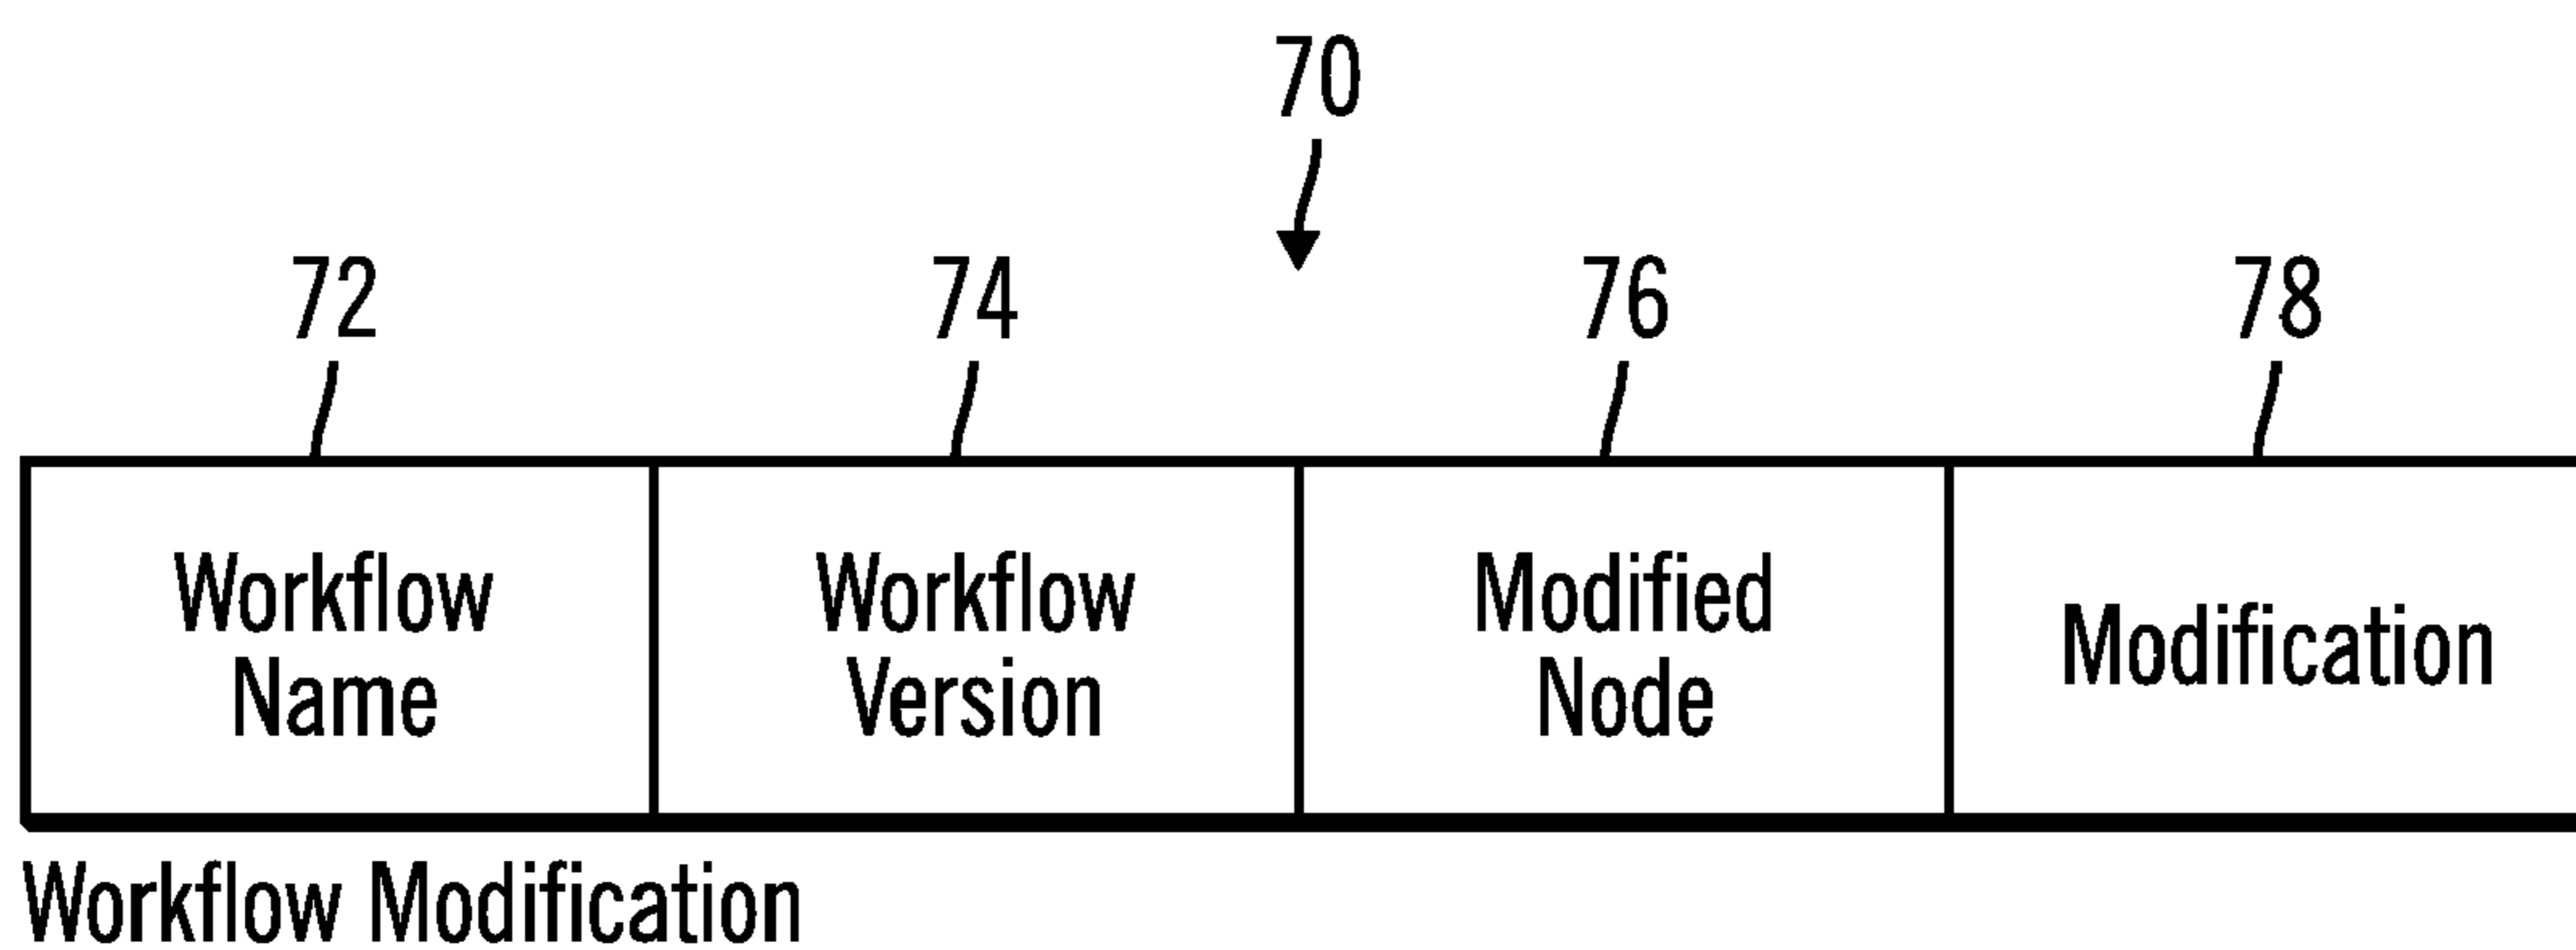 70
72 74 76 78
Workflow Name
Workflow Version
Modified Node
Modification
Workflow Modification